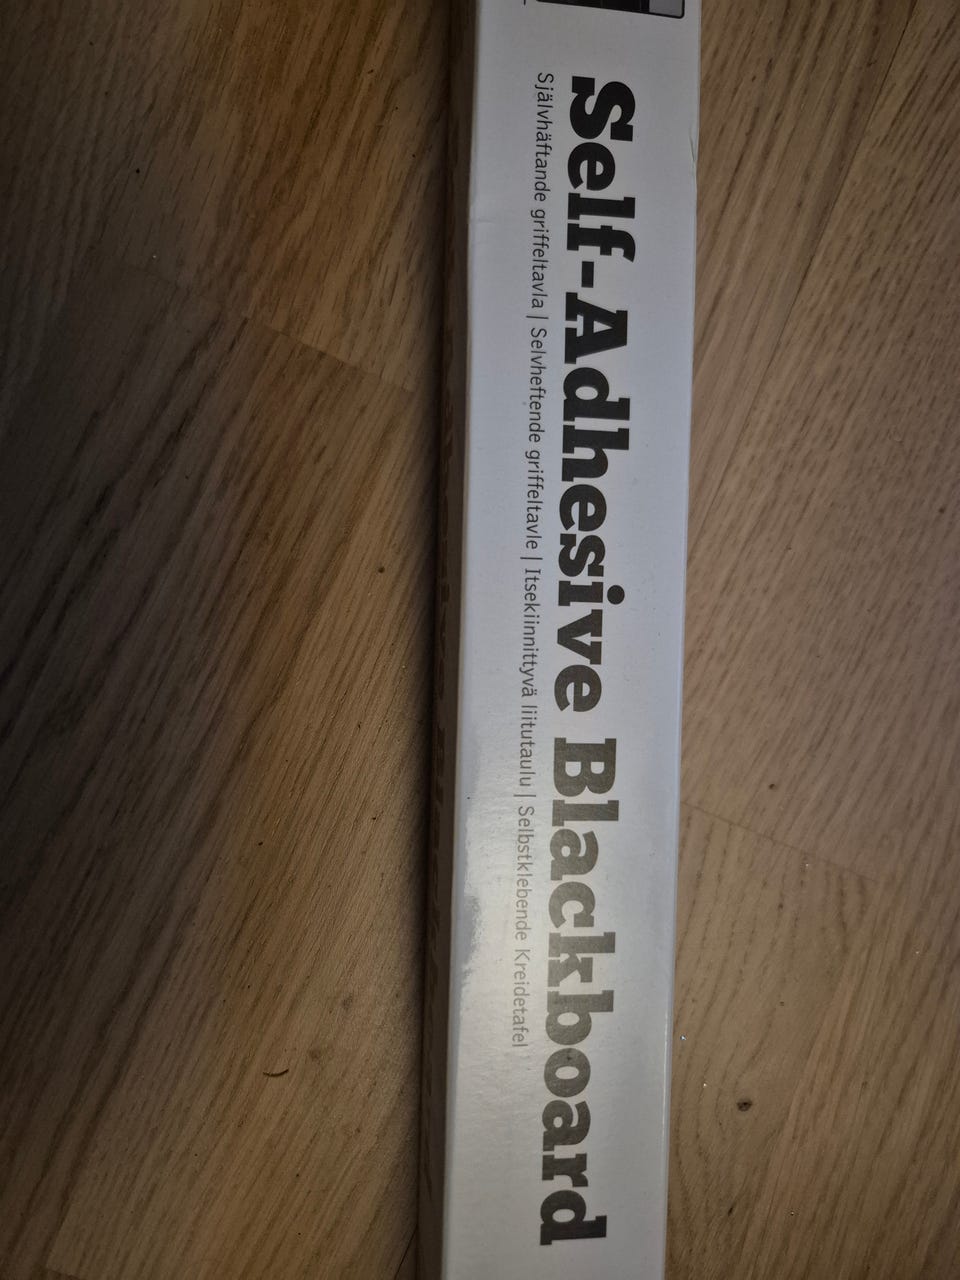 Self-Adhesive Blackboard
Självhäftande griffeltavla | Selvheftende griffeltavle | Itsekiinnittyvä liitutaulu | Selbstklebende Kreidetafel